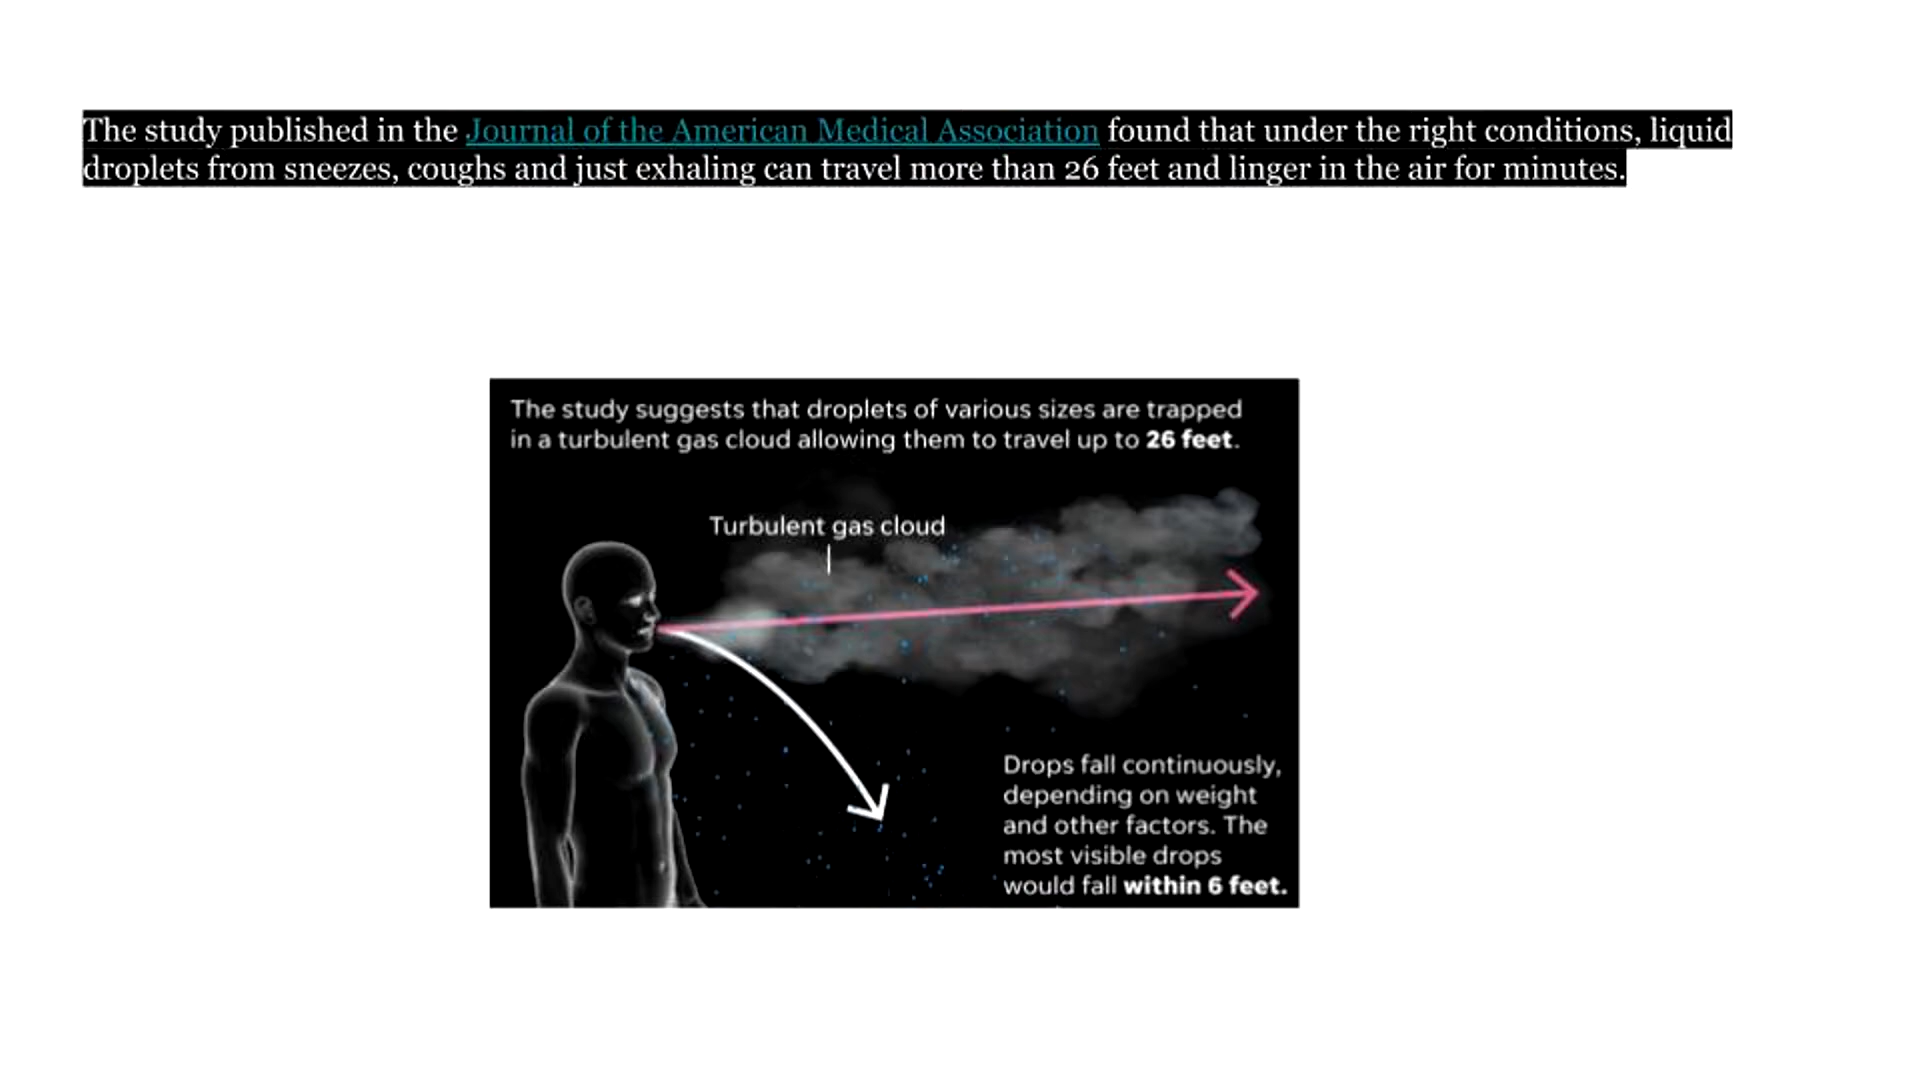 The study published in the Journal of the American Medical Association found that under the right conditions, liquid
droplets from sneezes, coughs and just exhaling can travel more than 26 feet and linger in the air for minutes.
The study suggests that droplets of various sizes are trapped
in a turbulent gas cloud allowing them to travel up to 26 feet.
Turbulent gas cloud
Drops fall continuously,
depending on weight
and other factors. The
most visible drops
would fall within 6 feet.